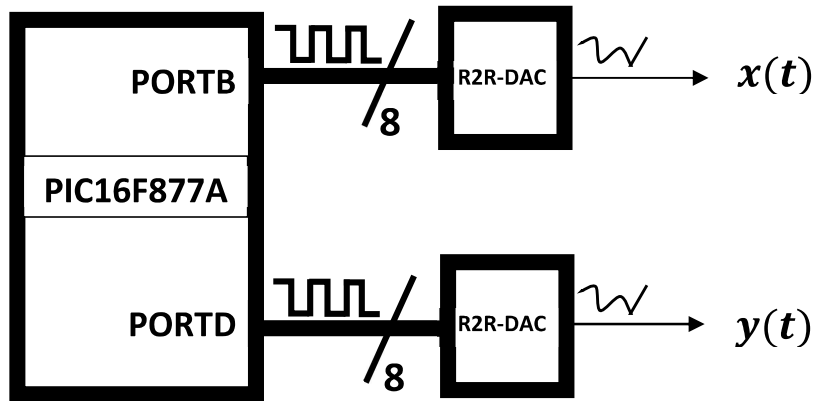 PORTB
R2R-DAC
x(t)
8
PIC16F877A
PORTD
R2R-DAC
y(t)
8